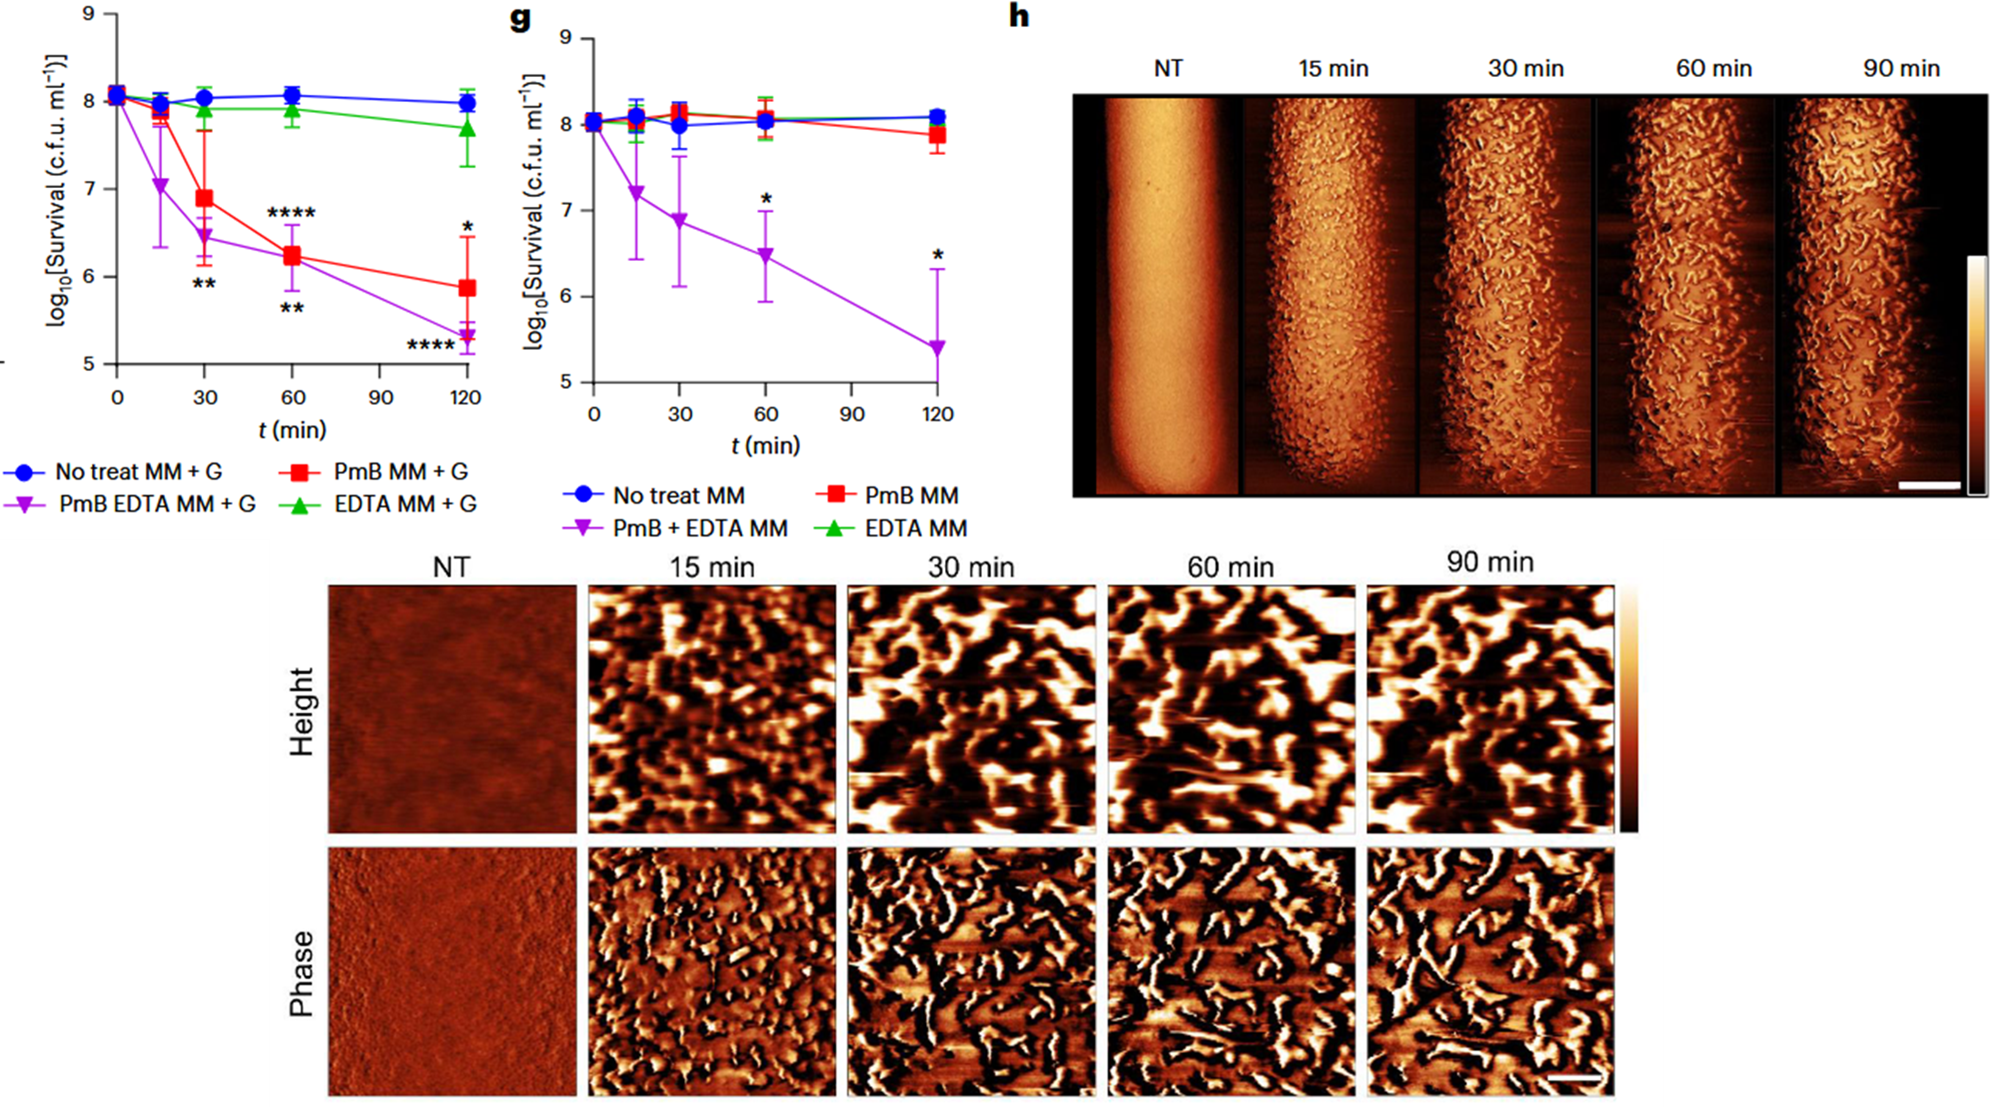 9
8
7
6
5
log10[Survival (c.f.u. ml⁻¹)]
****
*
**
**
****
0 30 60 90 120
t (min)
No treat MM + G PmB MM + G
PmB EDTA MM + G EDTA MM + G
g
9
8
7
6
5
log10[Survival (c.f.u. ml⁻¹)]
*
*
0 30 60 90 120
t (min)
No treat MM PmB MM
PmB + EDTA MM EDTA MM
h
NT 15 min 30 min 60 min 90 min
NT 15 min 30 min 60 min 90 min
Height
Phase